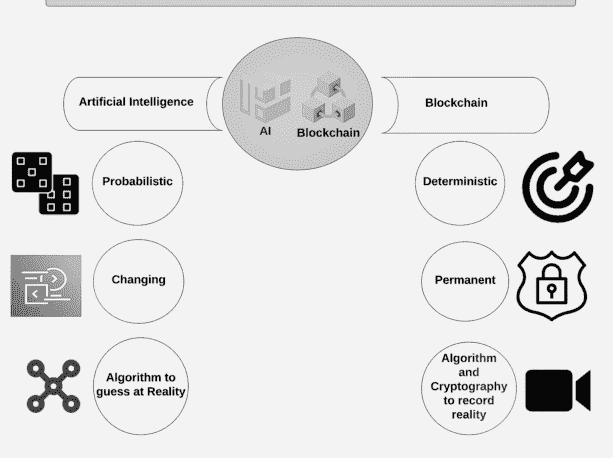 Artificial Intelligence
AI
Blockchain
Blockchain
Probabilistic
Deterministic
Changing
Permanent
Algorithm to
guess at Reality
Algorithm
and
Cryptography
to record
reality